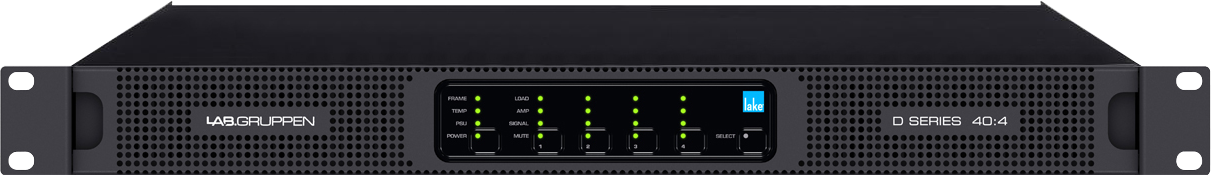 FRAME LOAD
TEMP AMP lake
PSU SIGNAL
LAB.GRUPPEN D SERIES 40:4
POWER MUTE SELECT
1 2 3 4